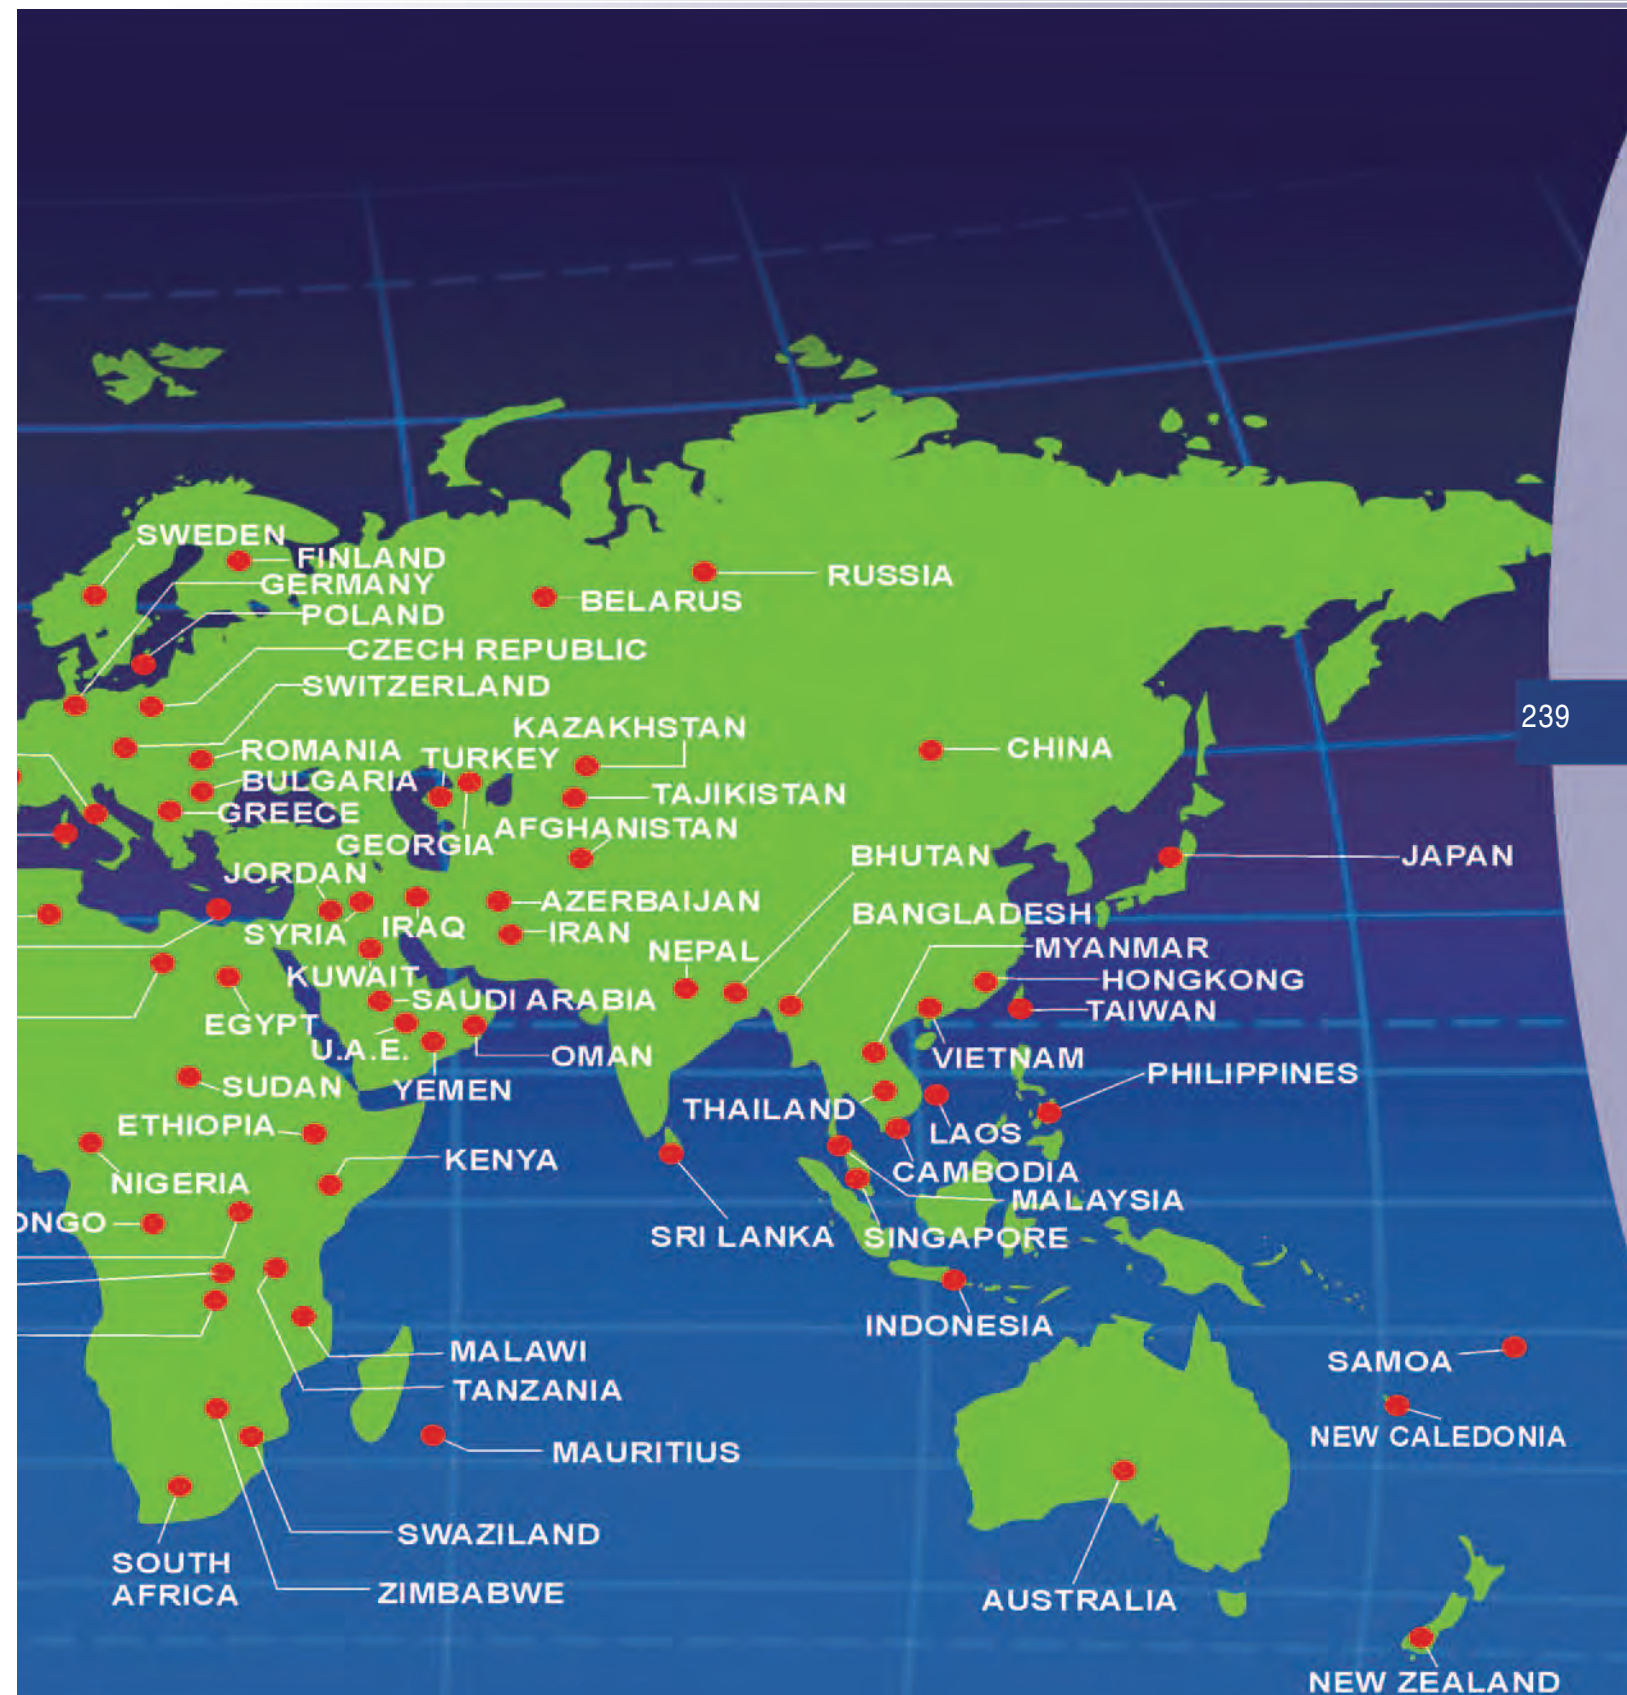 SWEDEN
FINLAND
GERMANY
POLAND
CZECH REPUBLIC
SWITZERLAND
RUSSIA
BELARUS
239
KAZAKHSTAN
ROMANIA
TURKEY
CHINA
BULGARIA
TAJIKISTAN
GREECE
GEORGIA
AFGHANISTAN
BHUTAN
JAPAN
JORDAN
AZERBAIJAN
BANGLADESH
SYRIA
IRAQ
IRAN
NEPAL
MYANMAR
KUWAIT
HONGKONG
SAUDI ARABIA
TAIWAN
EGYPT
U.A.E.
OMAN
VIETNAM
SUDAN
YEMEN
PHILIPPINES
THAILAND
ETHIOPIA
LAOS
KENYA
CAMBODIA
NIGERIA
MALAYSIA
ONGO
SRI LANKA
SINGAPORE
INDONESIA
MALAWI
SAMOA
TANZANIA
NEW CALEDONIA
MAURITIUS
SWAZILAND
SOUTH
AFRICA
ZIMBABWE
AUSTRALIA
NEW ZEALAND